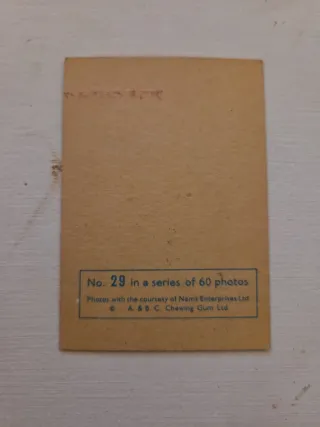 No. 29 in a series of 60 photos
Photos with the courtesy of Nems Enterprises Ltd
© A. & B. C. Chewing Gum Ltd